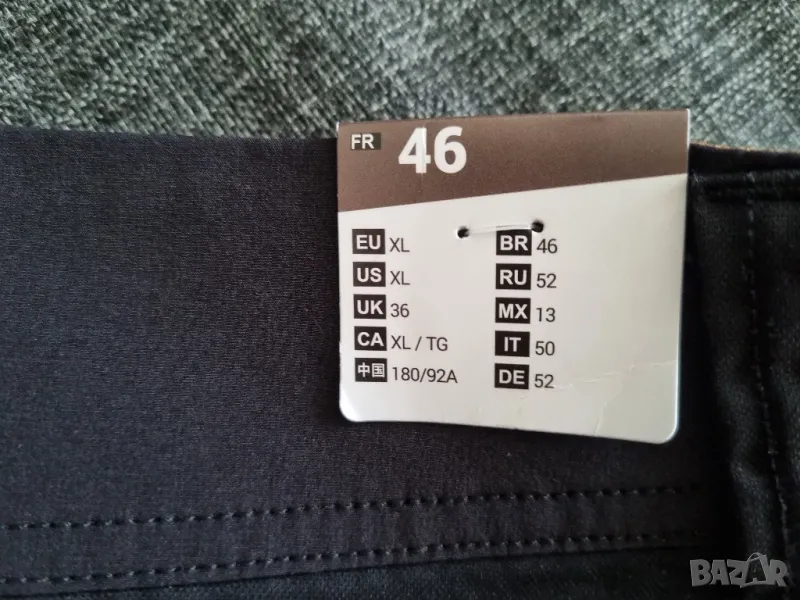 FR 46
EU XL
US XL
UK 36
CA XL / TG
中国 180/92A
BR 46
RU 52
MX 13
IT 50
DE 52
BAZAR